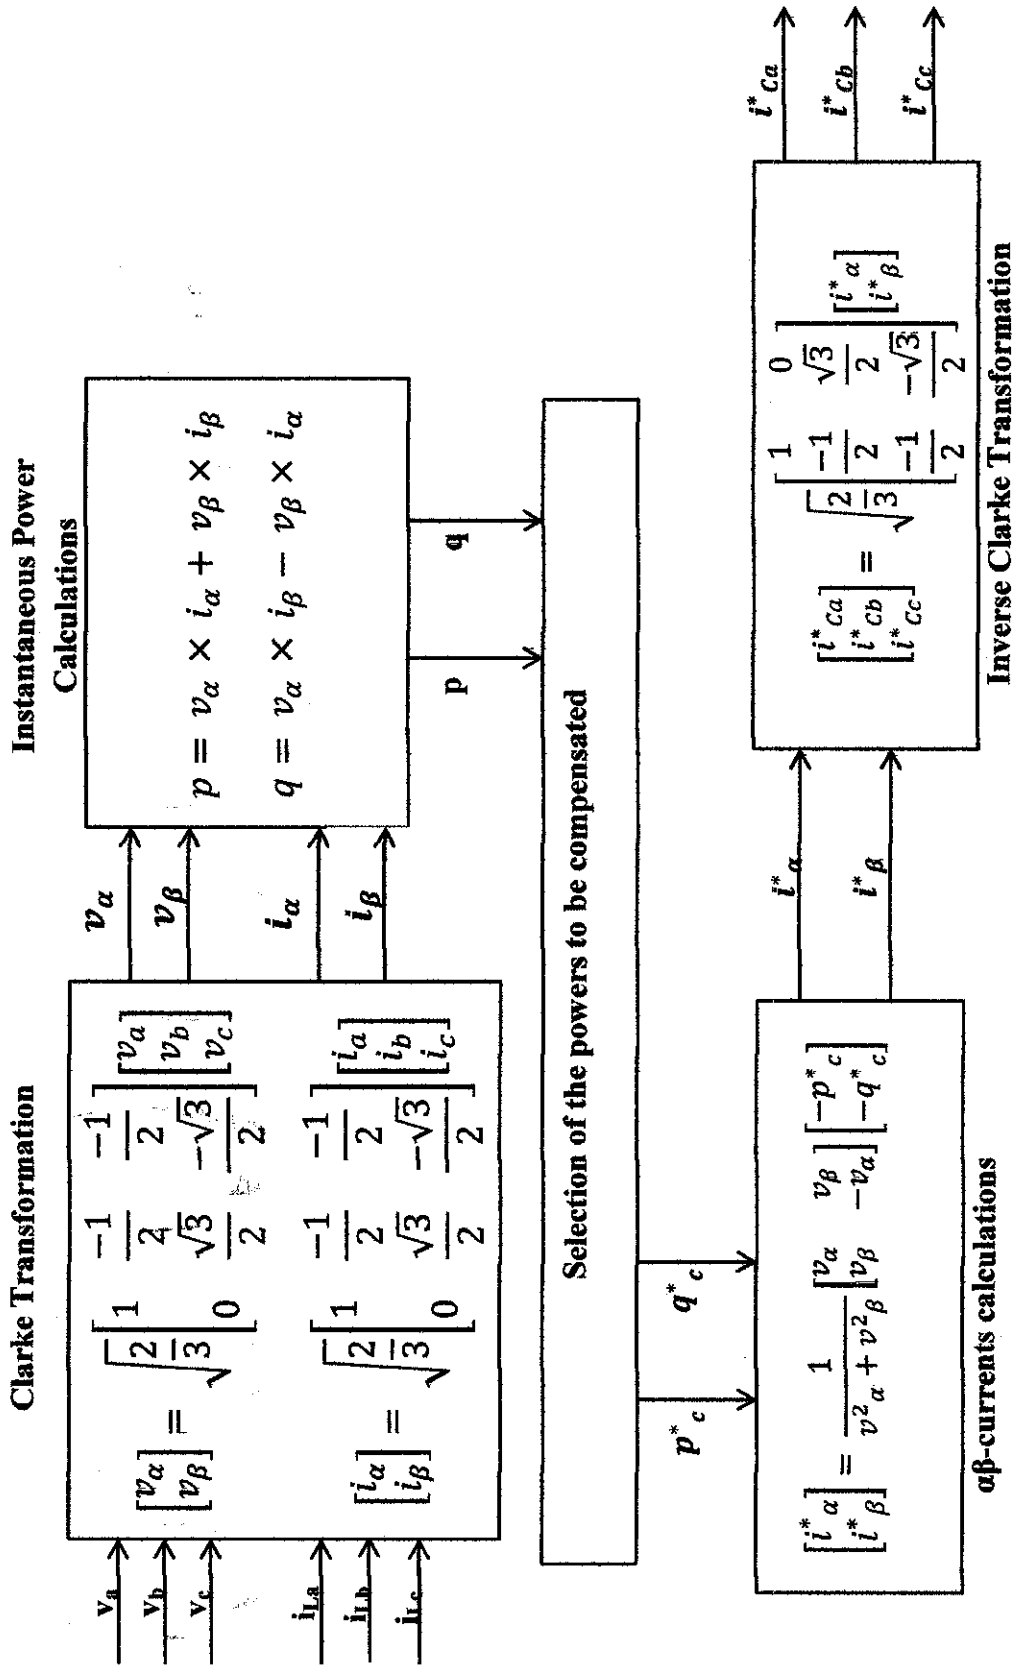 Clarke Transformation
v_a
v_b
v_c
i_La
i_Lb
i_Lc
[v_α; v_β] = √(2/3) [1 -1/2 -1/2; 0 √3/2 -√3/2] [v_a; v_b; v_c]
[i_α; i_β] = √(2/3) [1 -1/2 -1/2; 0 √3/2 -√3/2] [i_a; i_b; i_c]
v_α
v_β
i_α
i_β
Instantaneous Power
Calculations
p = v_α × i_α + v_β × i_β
q = v_α × i_β − v_β × i_α
p
q
Selection of the powers to be compensated
p*_c
q*_c
[i*_α; i*_β] = 1/(v²_α + v²_β) [v_α v_β; v_β -v_α] [-p*_c; -q*_c]
αβ-currents calculations
i*_α
i*_β
[i*_Ca; i*_Cb; i*_Cc] = √(2/3) [1 0; -1/2 √3/2; -1/2 -√3/2] [i*_α; i*_β]
Inverse Clarke Transformation
i*_Ca
i*_Cb
i*_Cc